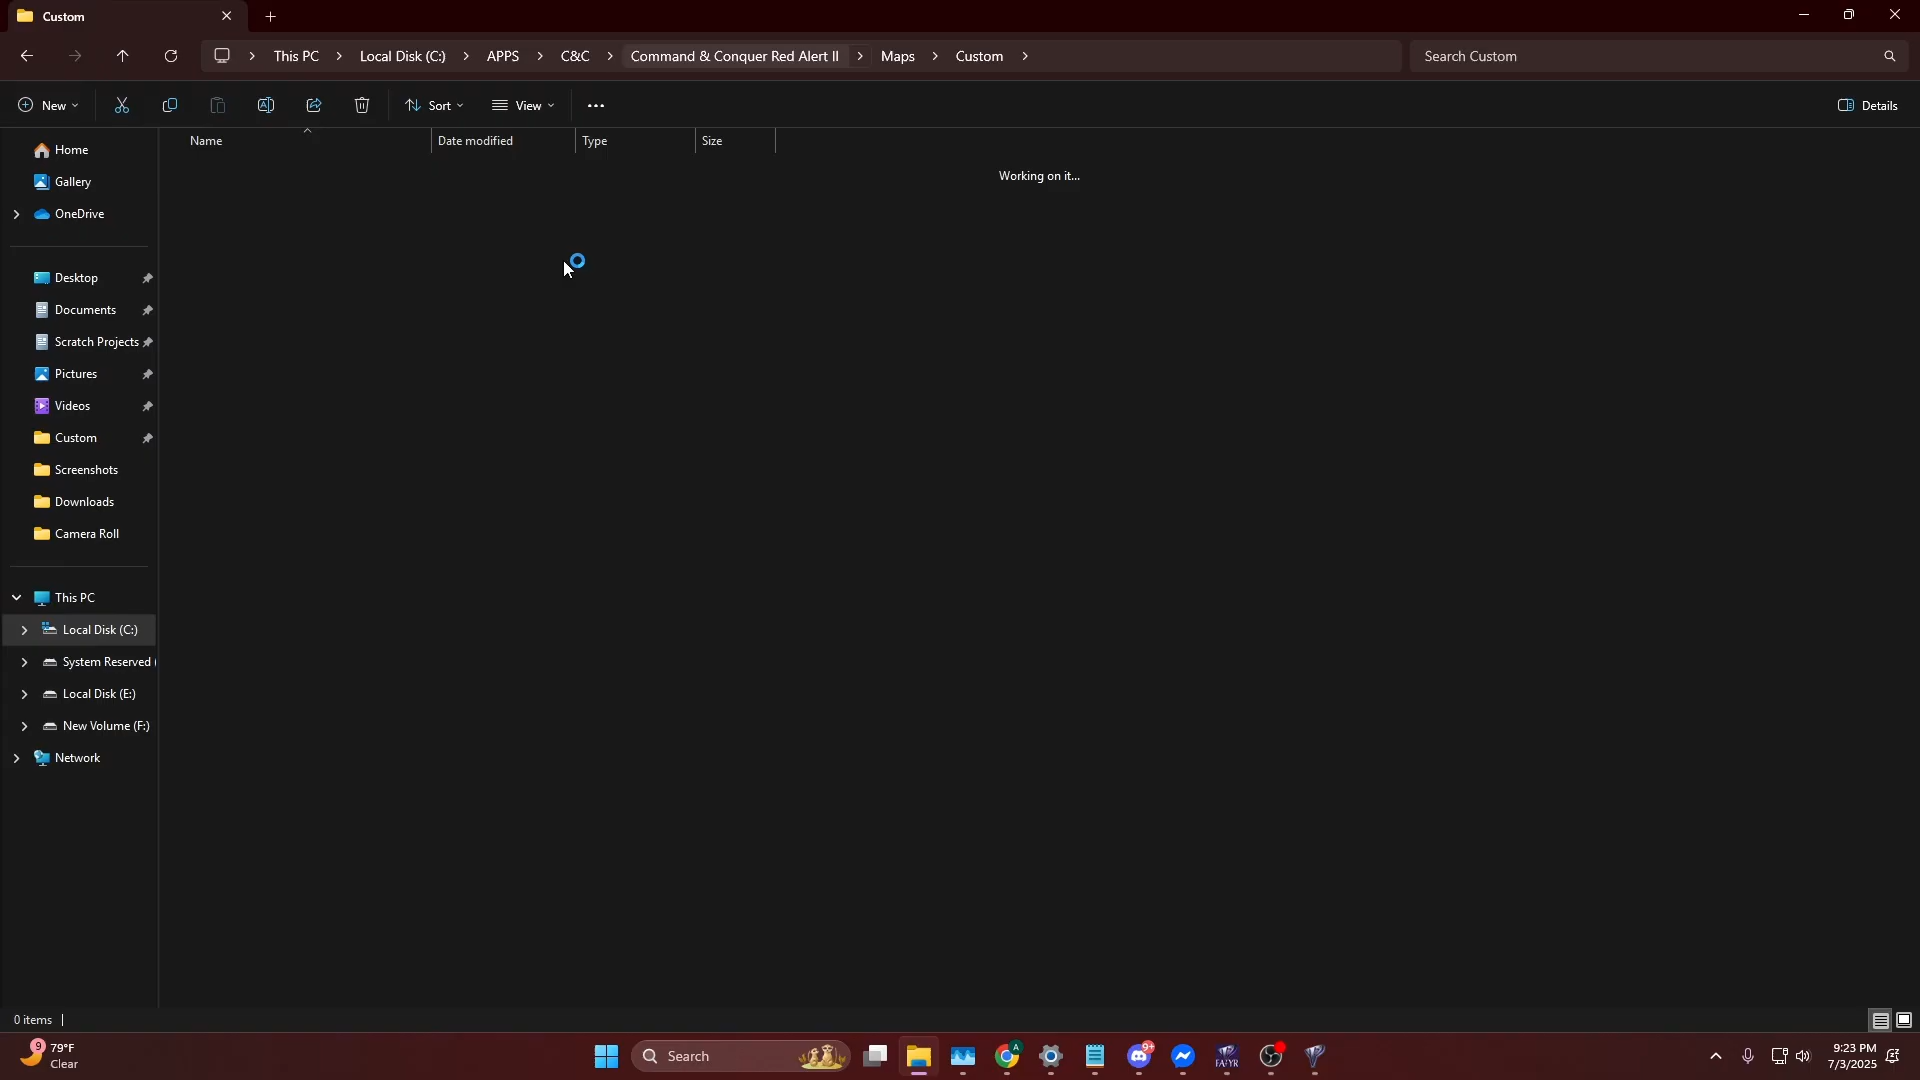 Custom
This PC
Local Disk (C:)
APPS
C&C
Command & Conquer Red Alert II
Maps
Custom
Search Custom
New
Sort
View
Details
Name
Date modified
Type
Size
Working on it...
Home
Gallery
OneDrive
Desktop
Documents
Scratch Projects
Pictures
Videos
Custom
Screenshots
Downloads
Camera Roll
This PC
Local Disk (C:)
System Reserved (
Local Disk (E:)
New Volume (F:)
Network
0 items
9
79°F
Clear
Search
A
9+
FA2YR
9:23 PM
7/3/2025